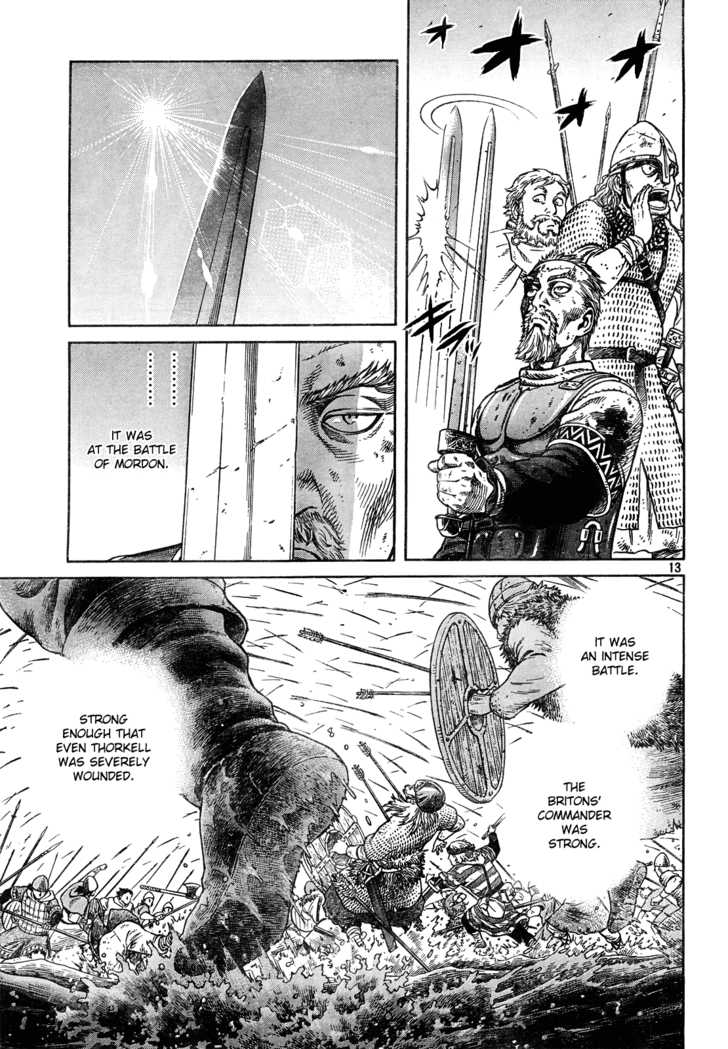 IT WAS
AT THE BATTLE
OF MORDON.
13
IT WAS
AN INTENSE
BATTLE.
THE
BRITONS'
COMMANDER
WAS
STRONG.
STRONG
ENOUGH THAT
EVEN THORKELL
WAS SEVERELY
WOUNDED.